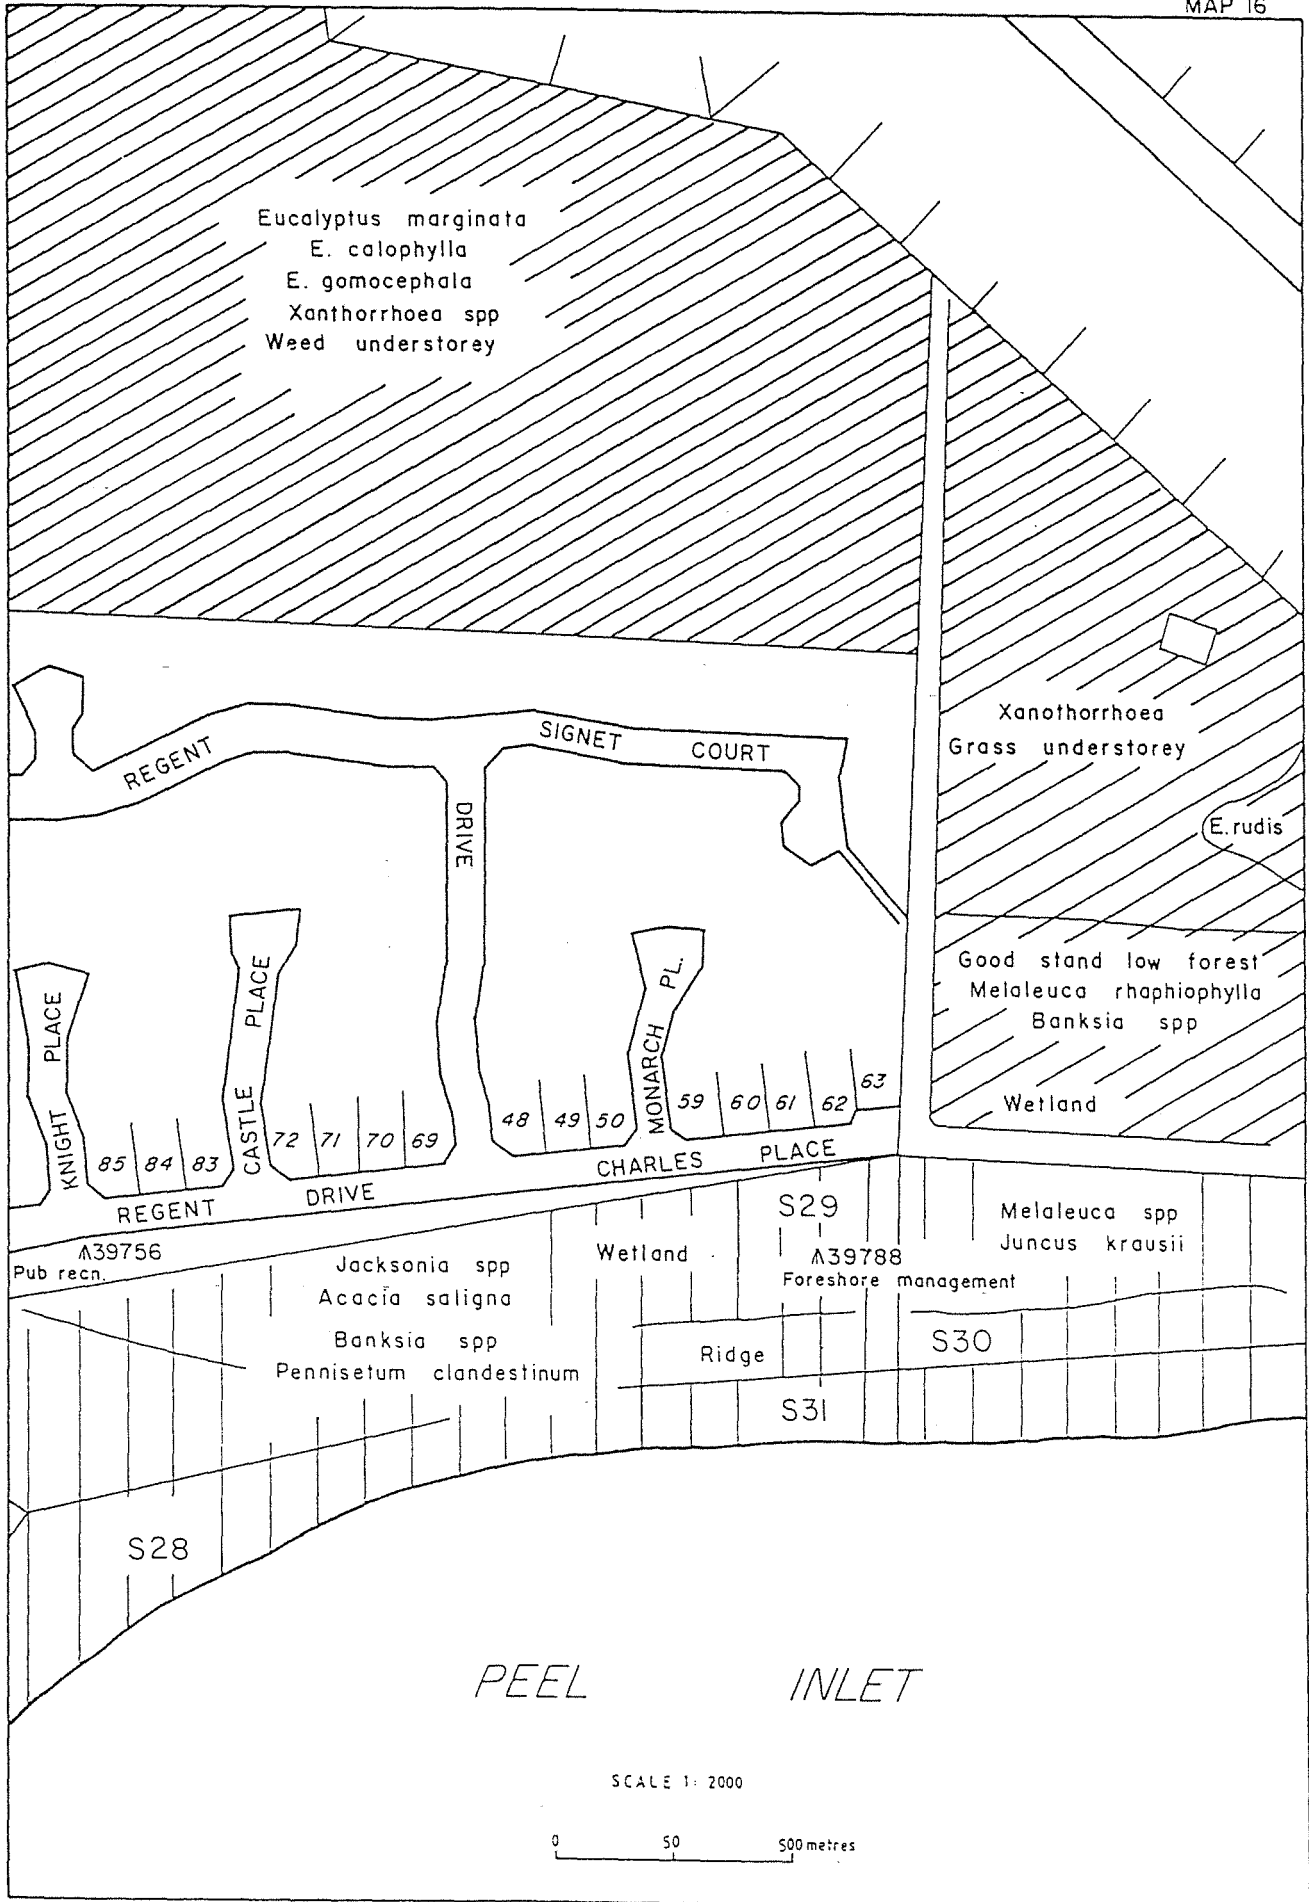 MAP 16
Eucalyptus marginata
E. calophylla
E. gomocephala
Xanthorrhoea spp
Weed understorey
Xanothorrhoea
Grass understorey
E. rudis
REGENT
SIGNET COURT
DRIVE
Good stand low forest
Melaleuca rhaphiophylla
Banksia spp
Wetland
KNIGHT PLACE
CASTLE PLACE
MONARCH PL.
85 84 83
72 71 70 69
48 49 50
59 60 61 62 63
REGENT DRIVE
CHARLES PLACE
A39756
Pub recn.
Jacksonia spp
Acacia saligna
Banksia spp
Pennisetum clandestinum
Wetland
S29
A39788
Foreshore management
Melaleuca spp
Juncus krausii
Ridge
S30
S31
S28
PEEL INLET
SCALE 1: 2000
0 50 500 metres